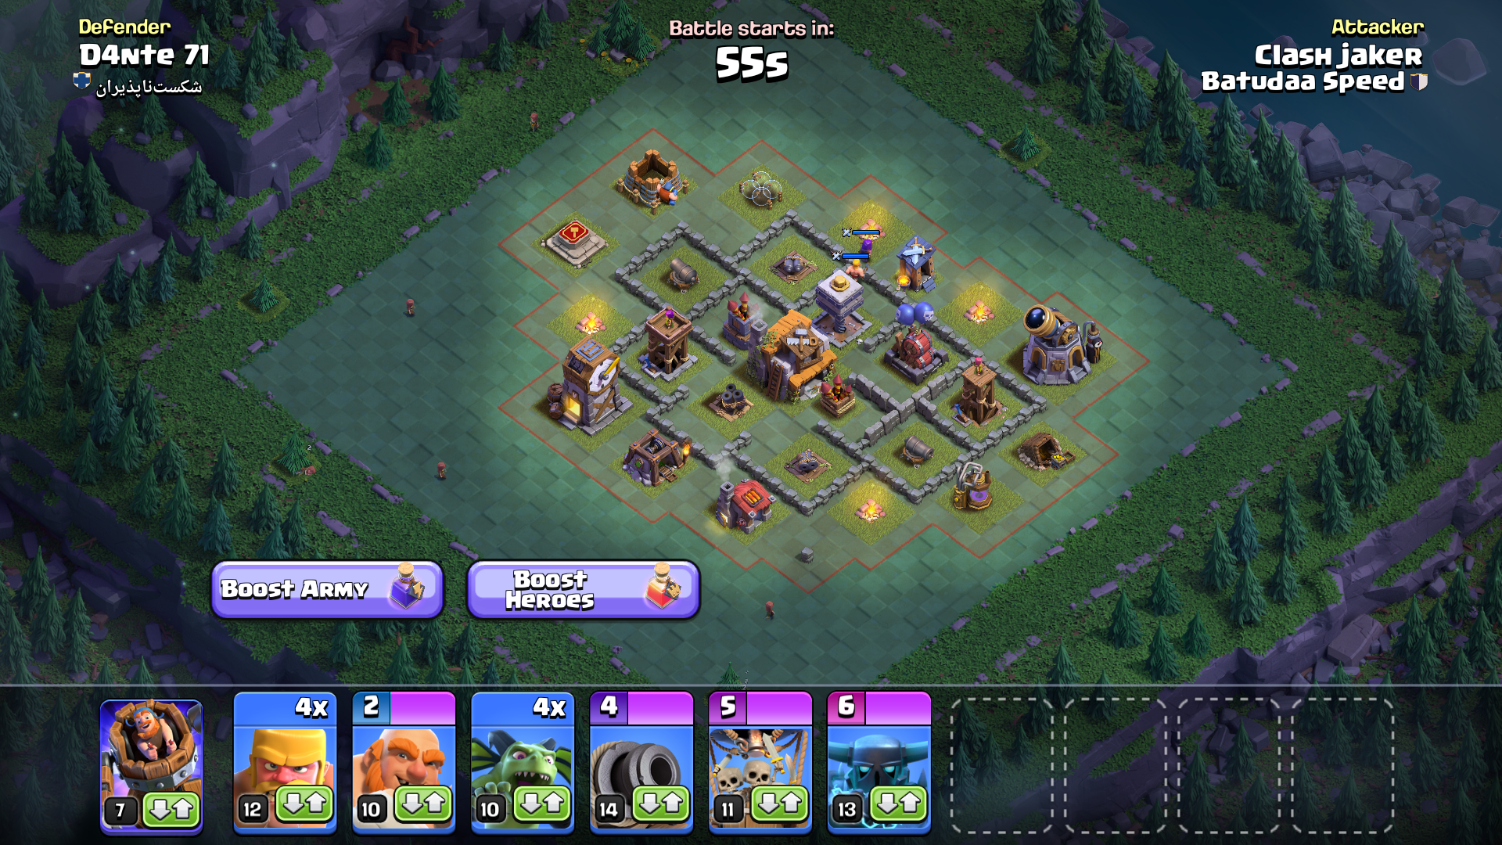 Defender
D4nte 71
شکست‌ناپذیران
Battle starts in:
55s
Attacker
Clash jaker
Batudaa Speed
Boost Army
Boost
Heroes
4x
2
4x
4
5
6
7
12
10
10
14
11
13